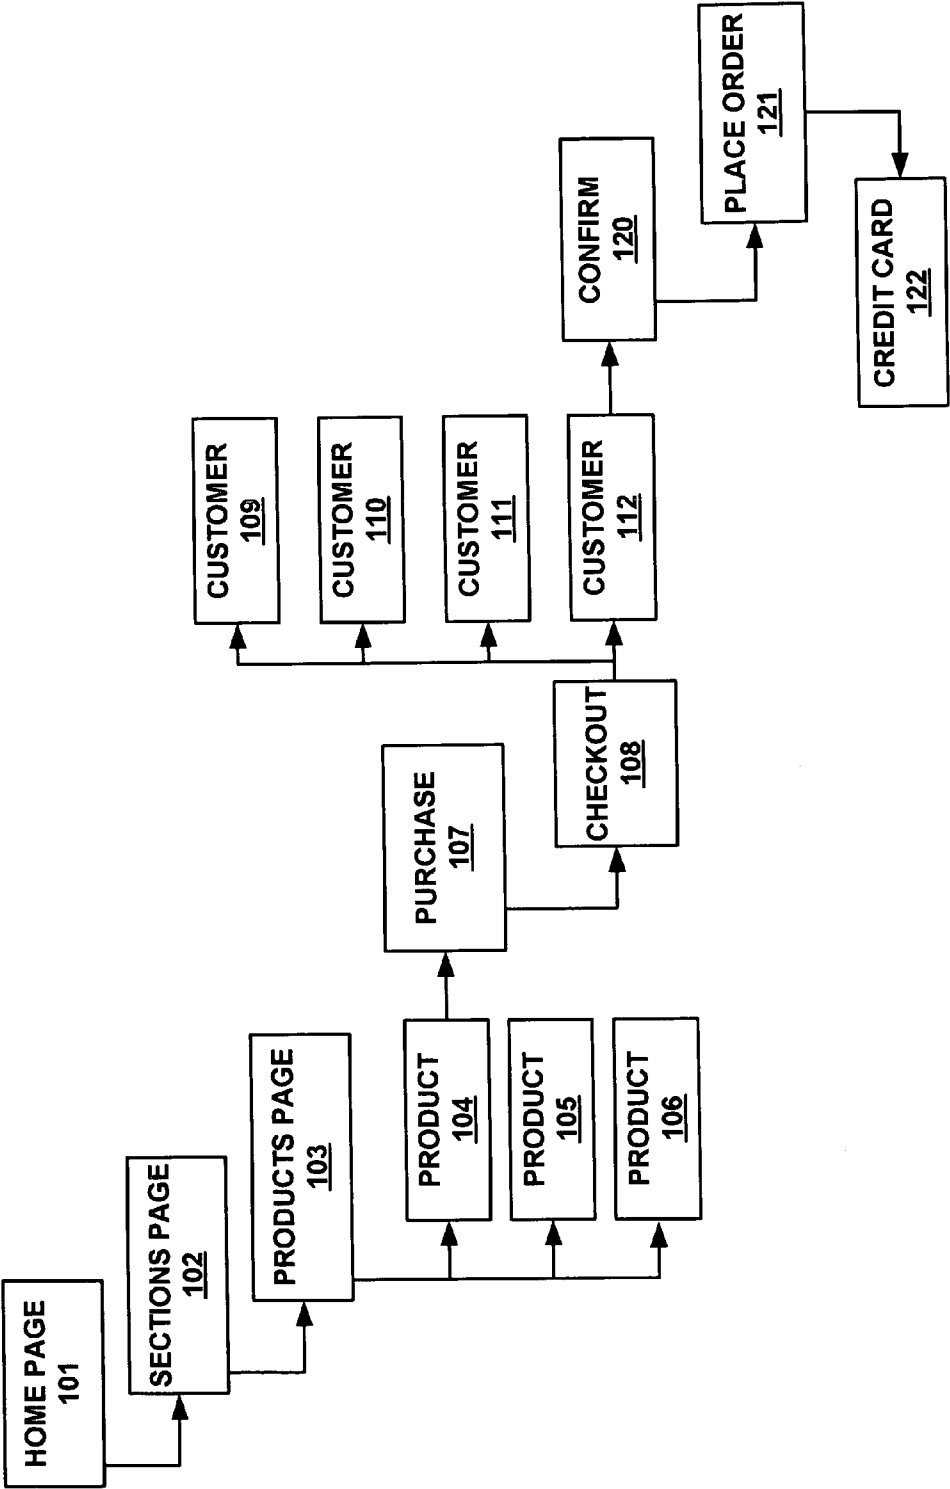 HOME PAGE
101
SECTIONS PAGE
102
PRODUCTS PAGE
103
PRODUCT
104
PRODUCT
105
PRODUCT
106
PURCHASE
107
CHECKOUT
108
CUSTOMER
109
CUSTOMER
110
CUSTOMER
111
CUSTOMER
112
CONFIRM
120
PLACE ORDER
121
CREDIT CARD
122